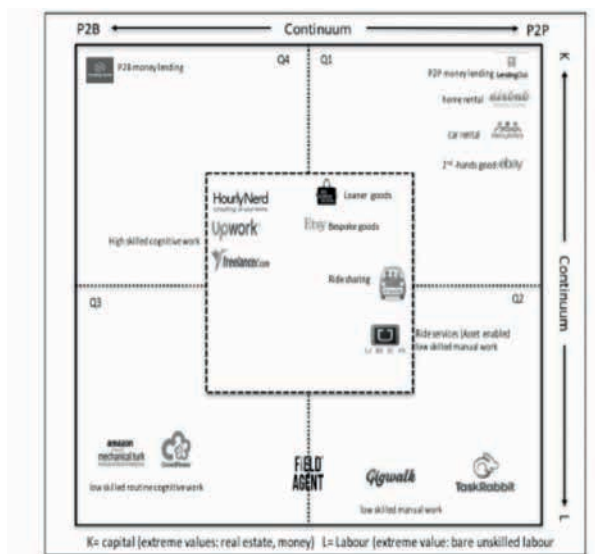 P2B Continuum P2P
Q4 Q1
P2B money lending
P2P money lending LendingClub
home rental airbnb
car rental
2nd-hands good ebay
K
Continuum
L
HourlyNerd
Upwork
freelancer.com
High skilled cognitive work
Loaner goods
Etsy Bespoke goods
Ride sharing
UBER
Ride services (Asset enabled
low skilled manual work
Q3 Q2
amazon
mechanical turk
CrowdFlower
low skilled routine cognitive work
FIELD
AGENT
Gigwalk
TaskRabbit
low skilled manual work
K= capital (extreme values: real estate, money) L= Labour (extreme value: bare unskilled labour